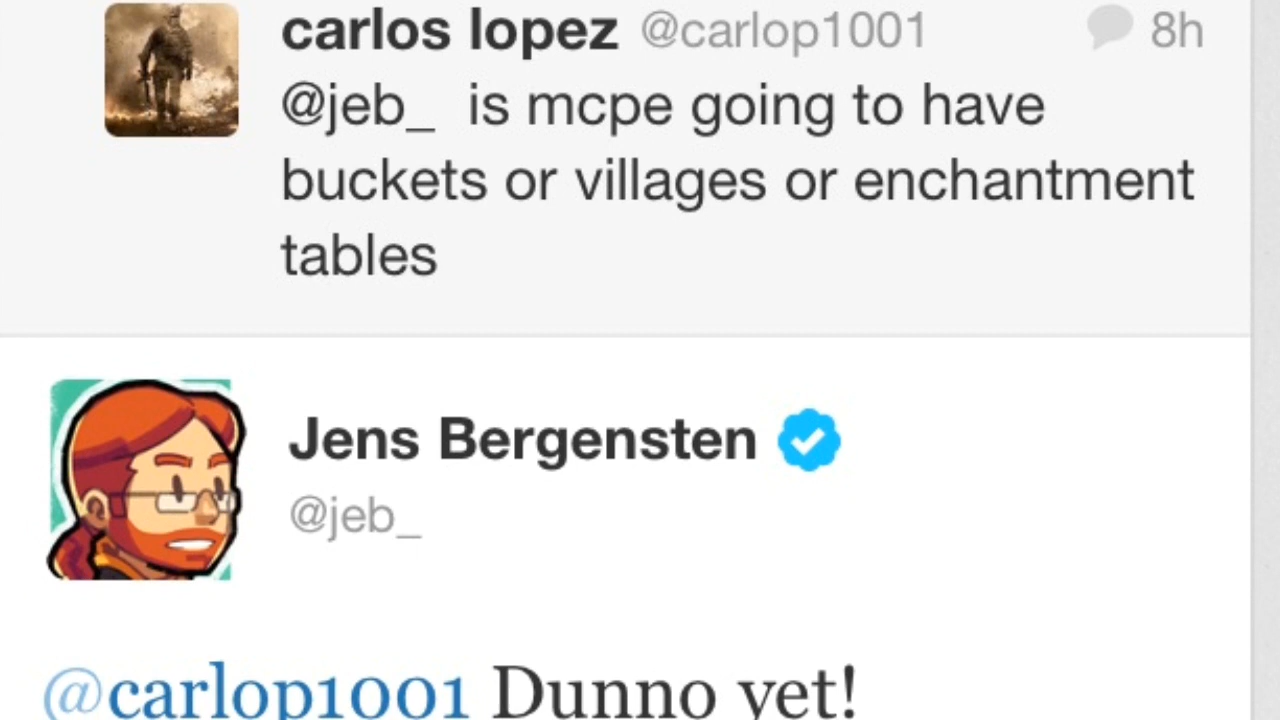 carlos lopez @carlop1001 8h
@jeb_ is mcpe going to have
buckets or villages or enchantment
tables
Jens Bergensten
@jeb_
@carlop1001 Dunno yet!